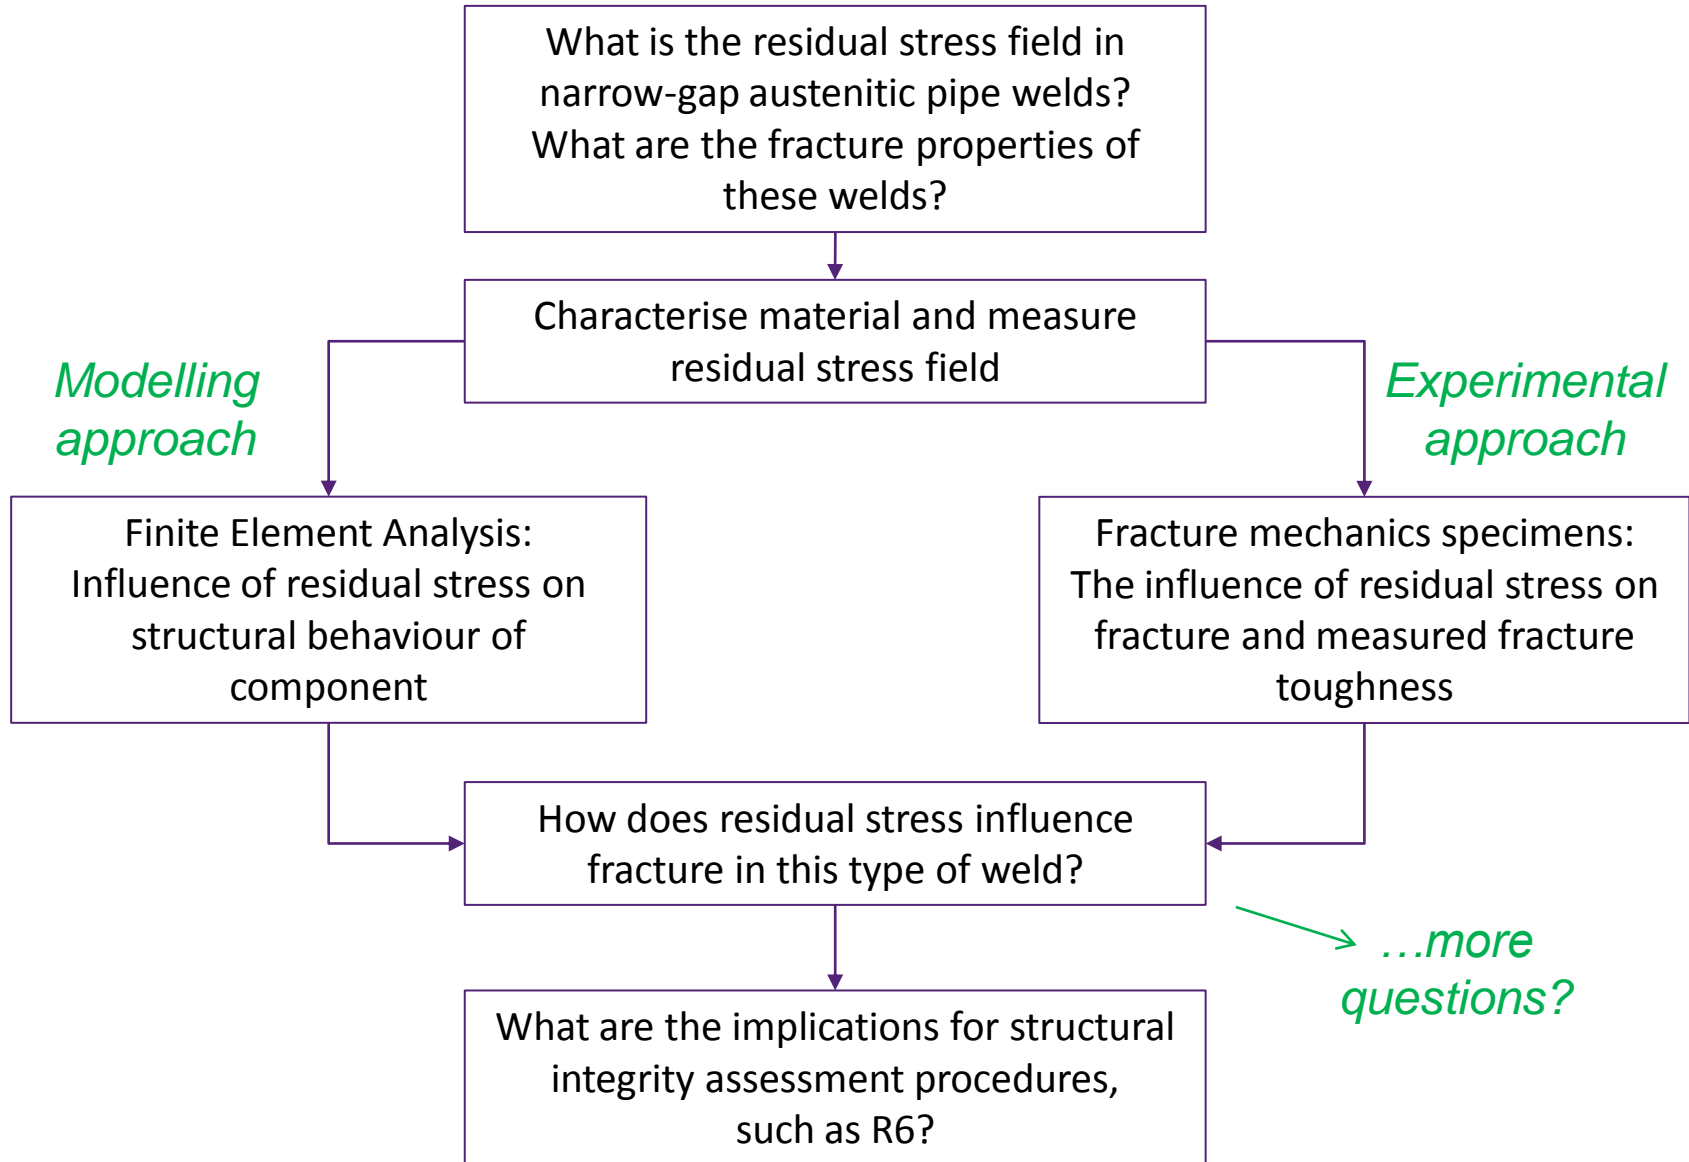 What is the residual stress field in
narrow-gap austenitic pipe welds?
What are the fracture properties of
these welds?
Characterise material and measure
residual stress field
Modelling
approach
Experimental
approach
Finite Element Analysis:
Influence of residual stress on
structural behaviour of
component
Fracture mechanics specimens:
The influence of residual stress on
fracture and measured fracture
toughness
How does residual stress influence
fracture in this type of weld?
…more
questions?
What are the implications for structural
integrity assessment procedures,
such as R6?